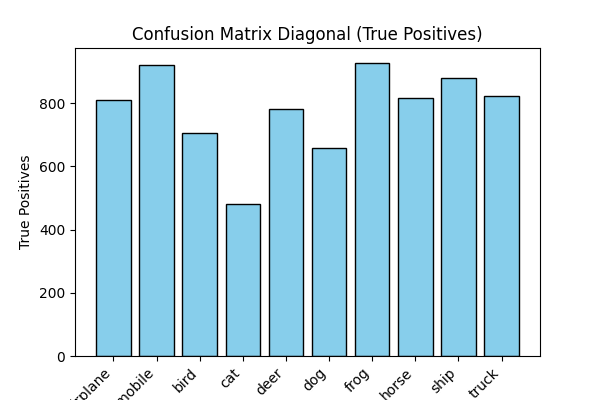 Confusion Matrix Diagonal (True Positives)
True Positives
800
600
400
200
0
rplane
mobile
bird
cat
deer
dog
frog
horse
ship
truck